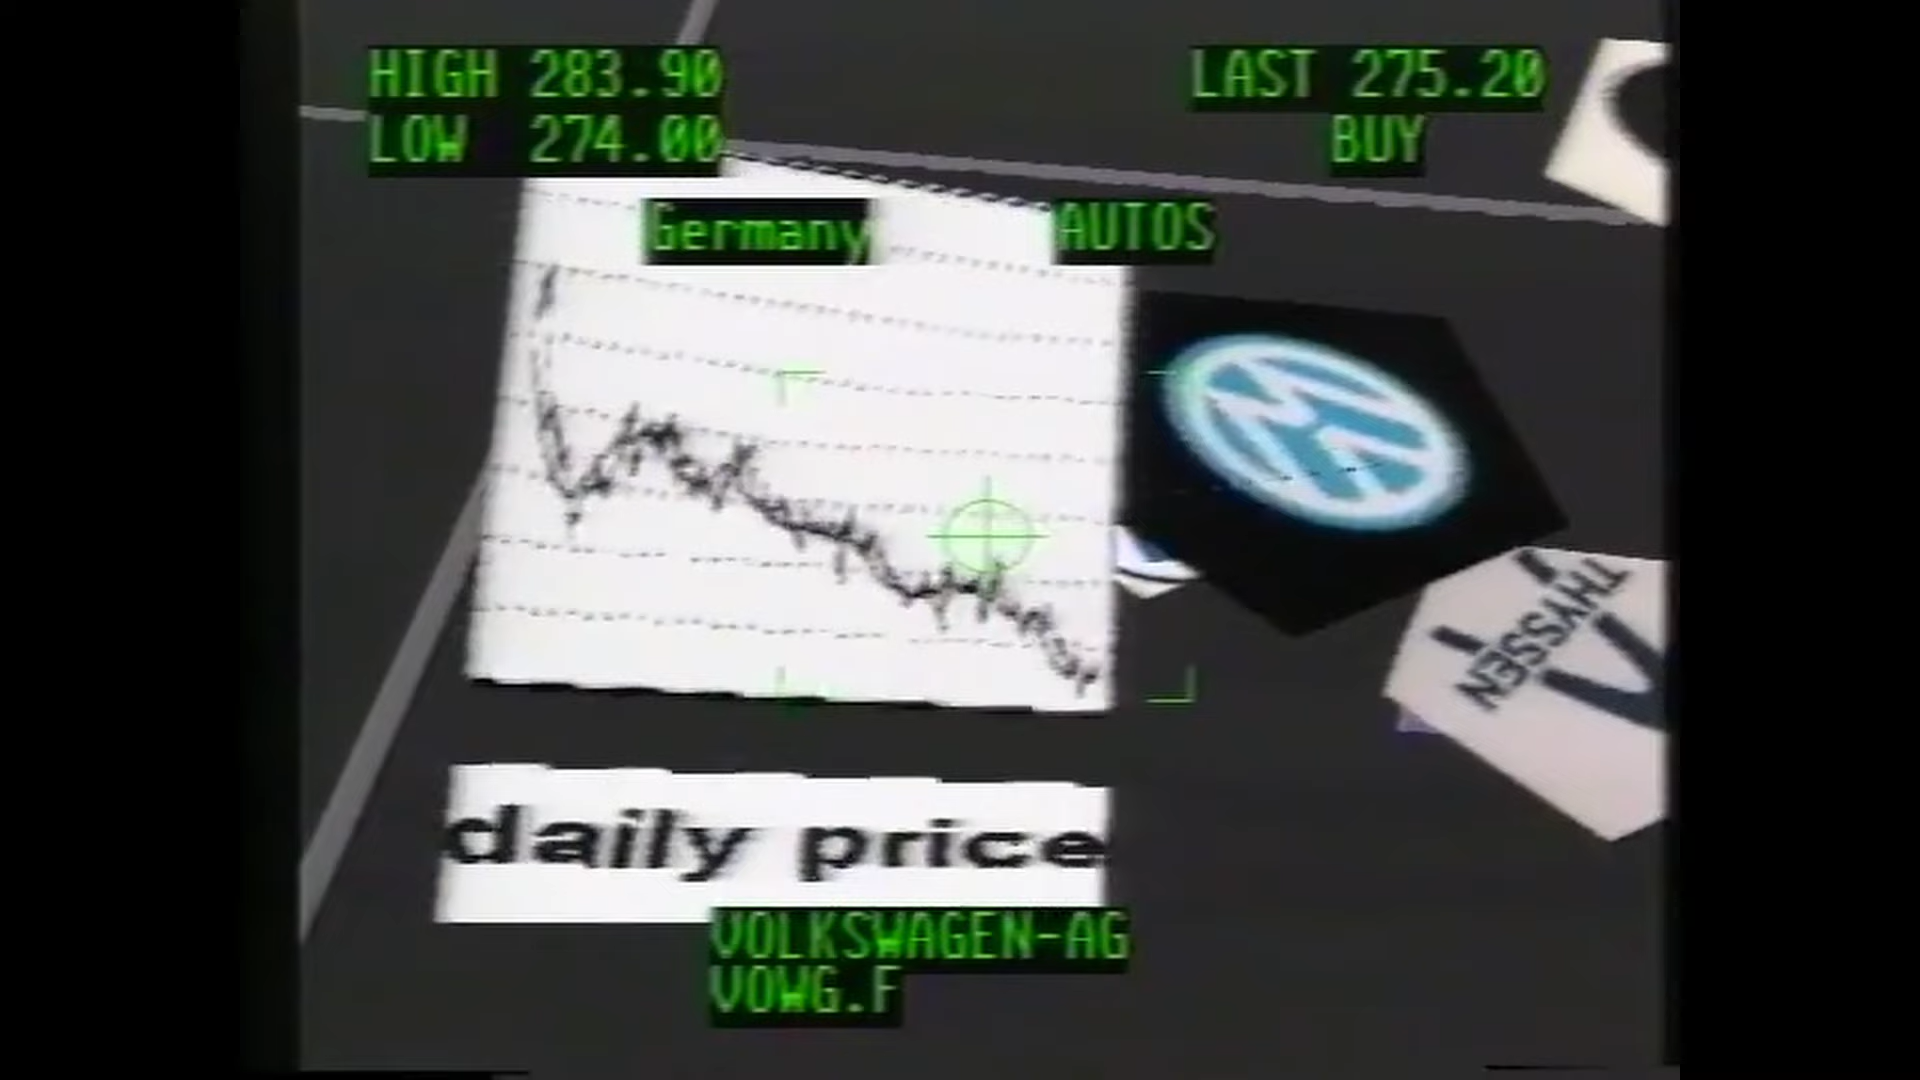 HIGH 283.90
LOW 274.00
LAST 275.20
BUY
Germany
AUTOS
THYSSEN
daily price
VOLKSWAGEN-AG
VOWG.F